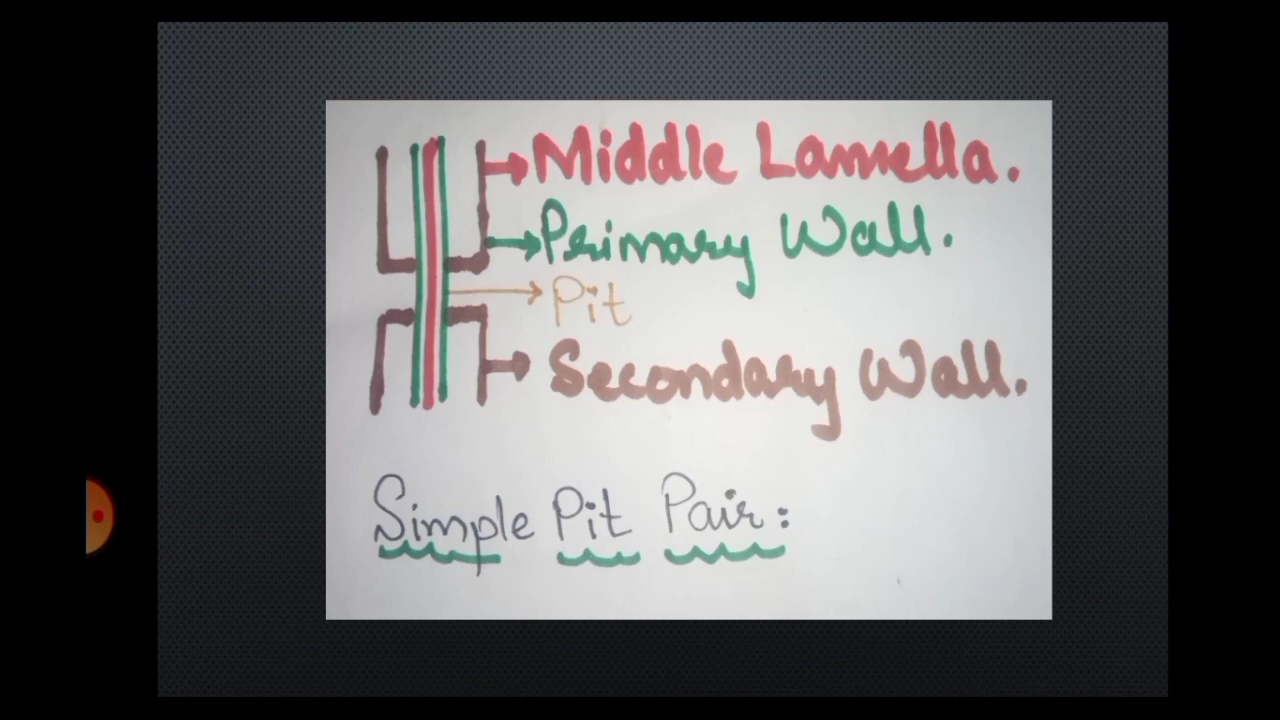 Middle Lamella.
Primary Wall.
Pit
Secondary Wall.
Simple Pit Pair: